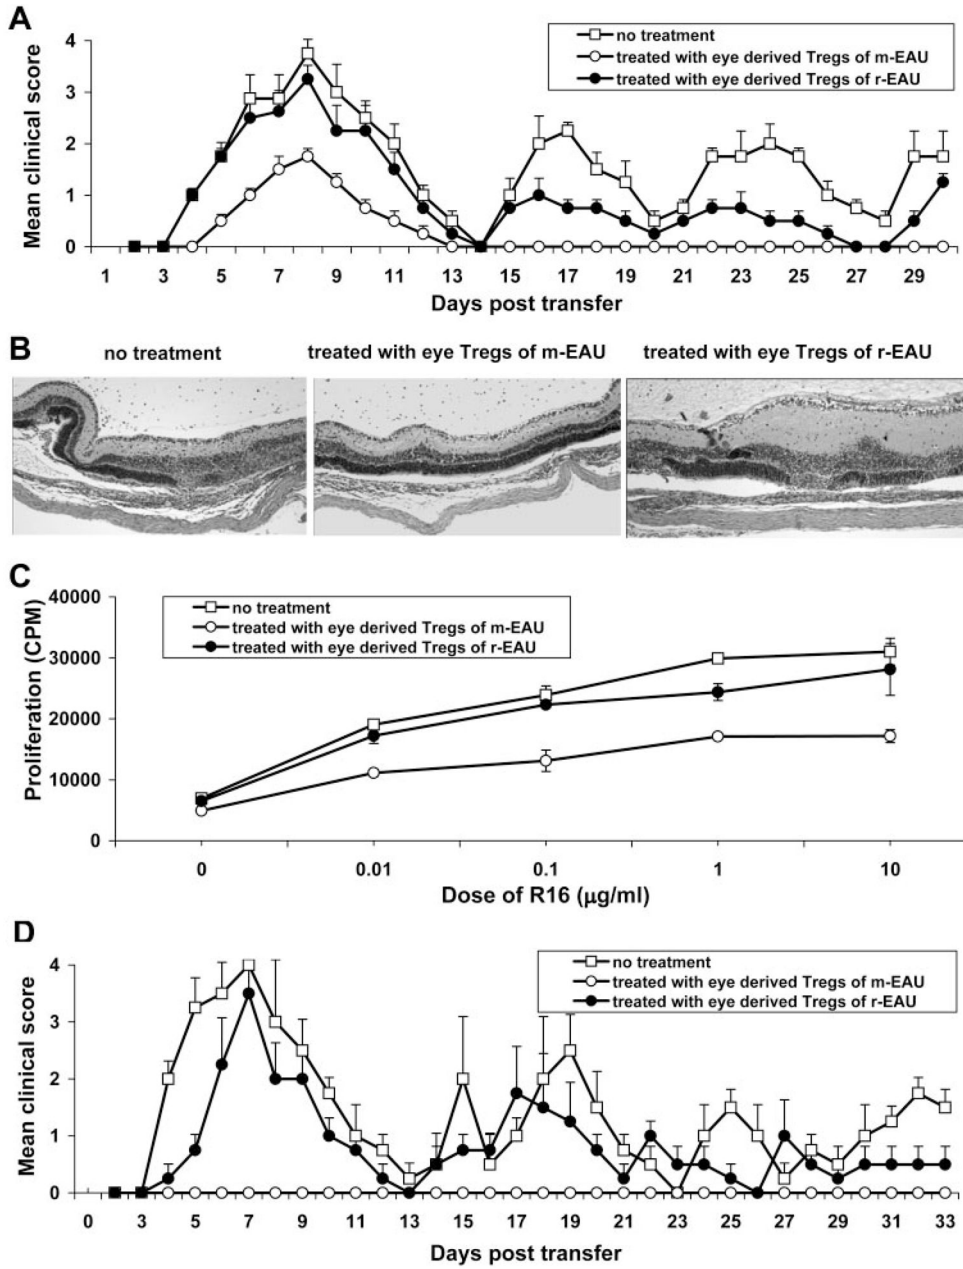 A
Mean clinical score
4
3
2
1
0
no treatment
treated with eye derived Tregs of m-EAU
treated with eye derived Tregs of r-EAU
1 3 5 7 9 11 13 15 17 19 21 23 25 27 29
Days post transfer
B
no treatment
treated with eye Tregs of m-EAU
treated with eye Tregs of r-EAU
C
Proliferation (CPM)
40000
30000
20000
10000
0
no treatment
treated with eye derived Tregs of m-EAU
treated with eye derived Tregs of r-EAU
0 0.01 0.1 1 10
Dose of R16 (μg/ml)
D
Mean clinical score
4
3
2
1
0
no treatment
treated with eye derived Tregs of m-EAU
treated with eye derived Tregs of r-EAU
0 3 5 7 9 11 13 15 17 19 21 23 25 27 29 31 33
Days post transfer